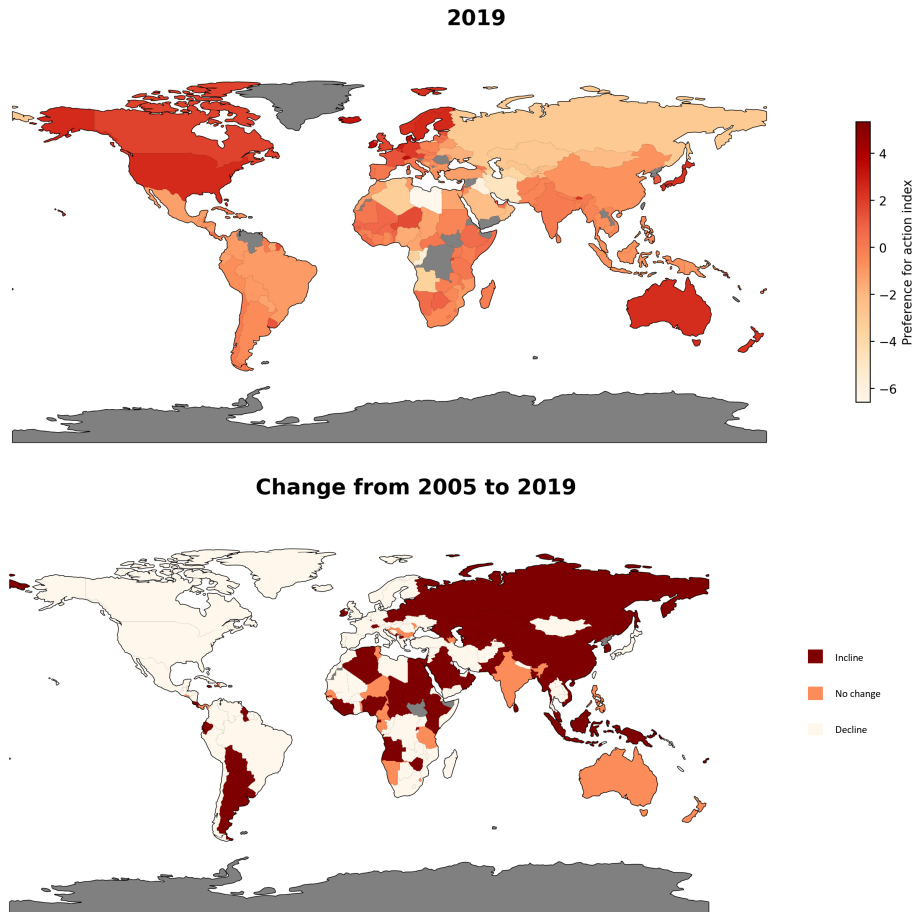 2019
4
2
0
−2
−4
−6
Preference for action index
Change from 2005 to 2019
Incline
No change
Decline